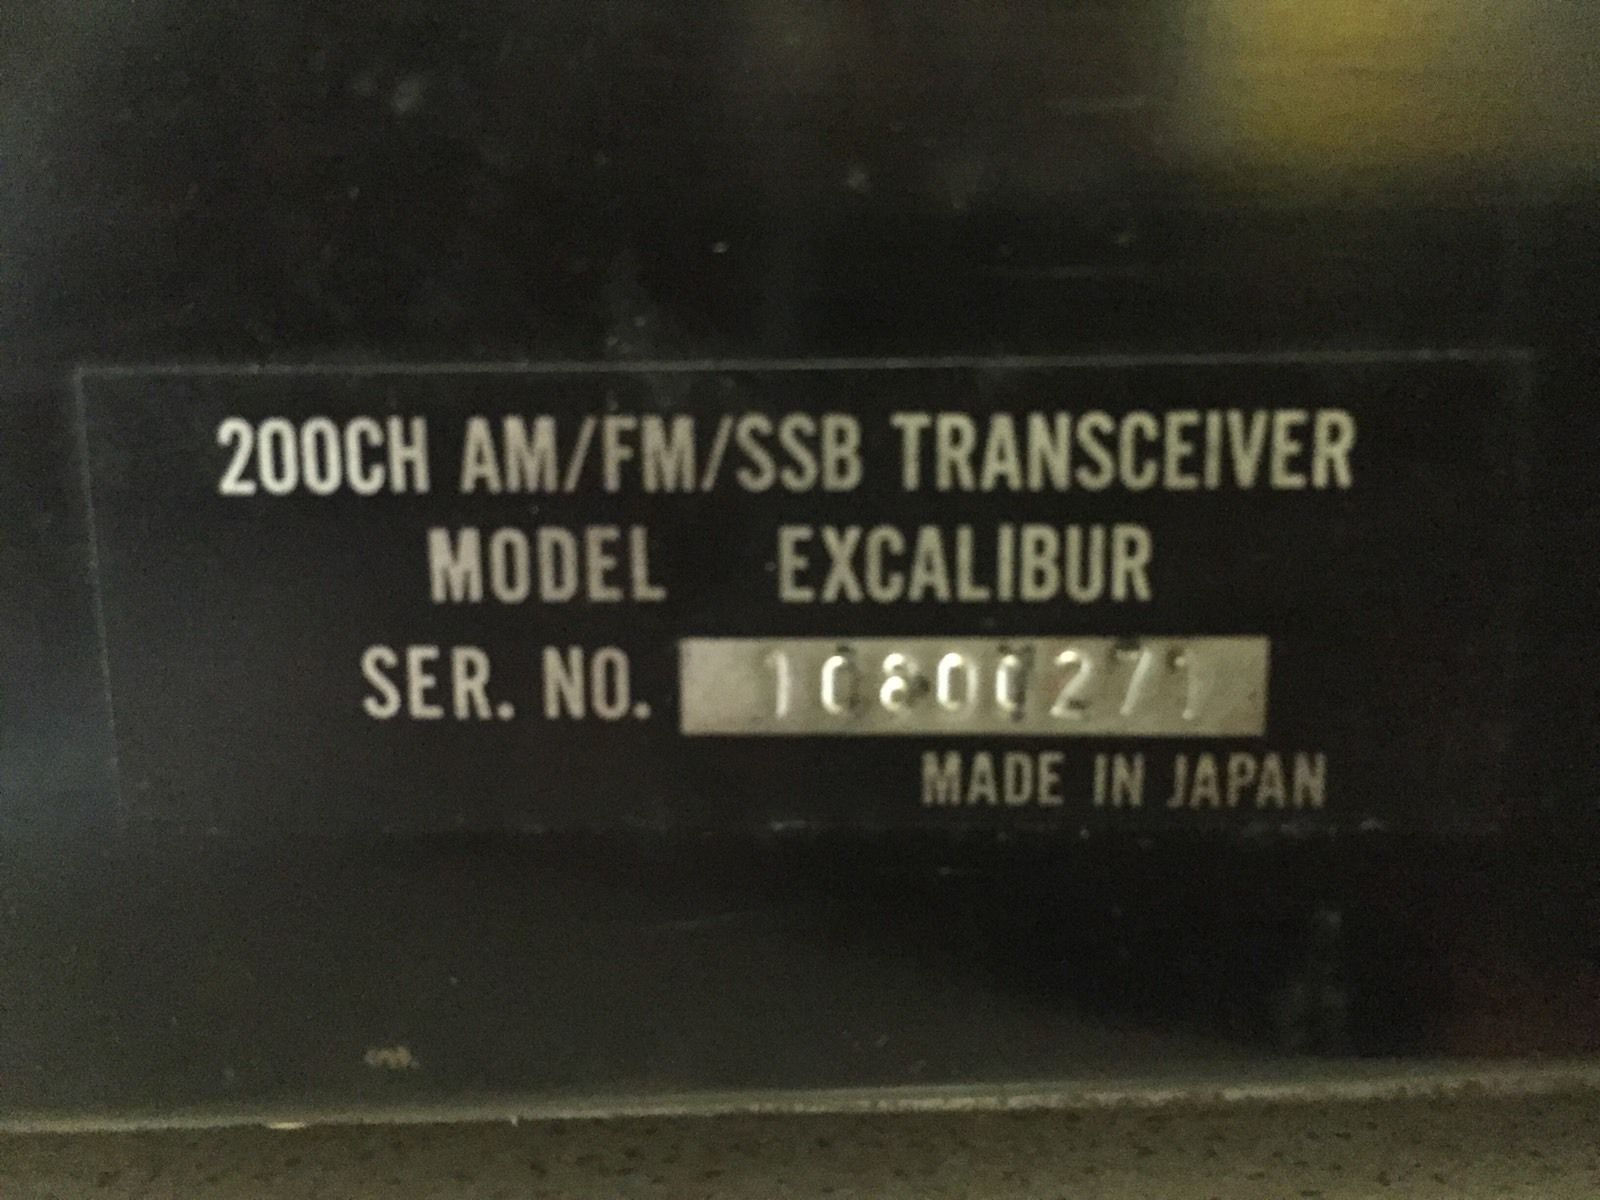 200CH AM/FM/SSB TRANSCEIVER
MODEL EXCALIBUR
SER. NO. 10800271
MADE IN JAPAN